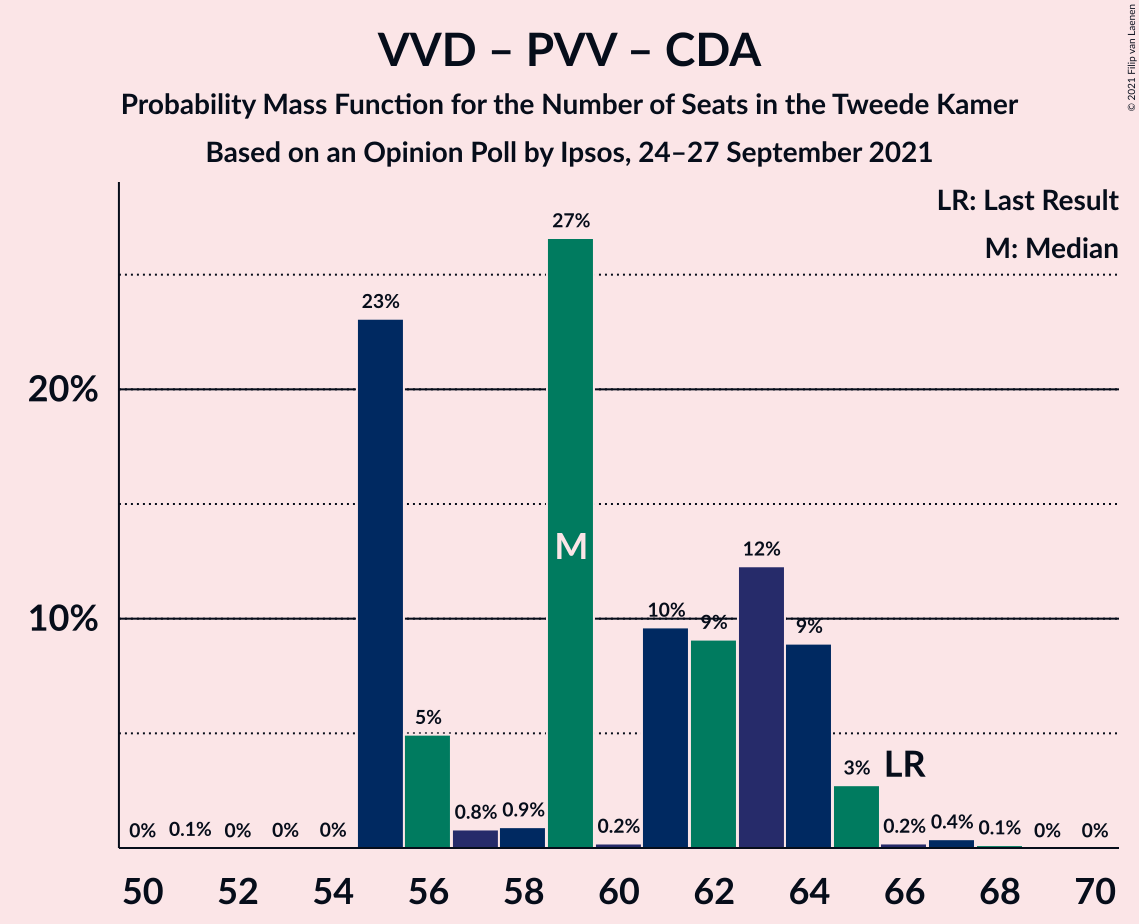 VVD – PVV – CDA
Probability Mass Function for the Number of Seats in the Tweede Kamer
Based on an Opinion Poll by Ipsos, 24–27 September 2021
© 2021 Filip van Laenen
LR: Last Result
M: Median
20%
10%
0%
0.1%
0%
0%
0%
23%
5%
0.8%
0.9%
27%
M
0.2%
10%
9%
12%
9%
3%
LR
0.2%
0.4%
0.1%
0%
0%
50 52 54 56 58 60 62 64 66 68 70